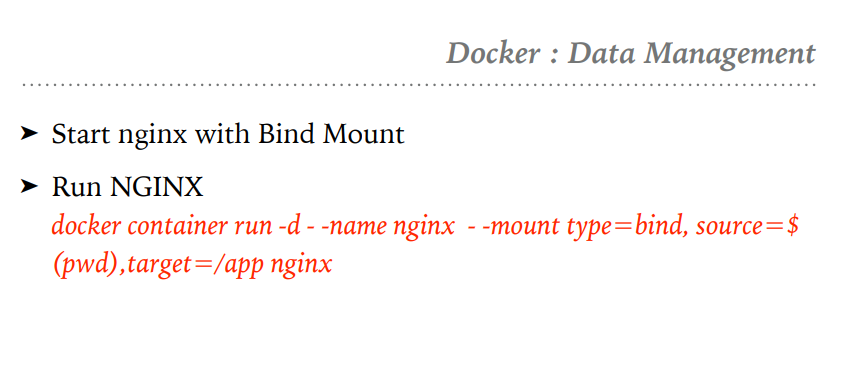 Docker : Data Management
➤ Start nginx with Bind Mount
➤ Run NGINX
docker container run -d - -name nginx - -mount type=bind, source=$
(pwd),target=/app nginx